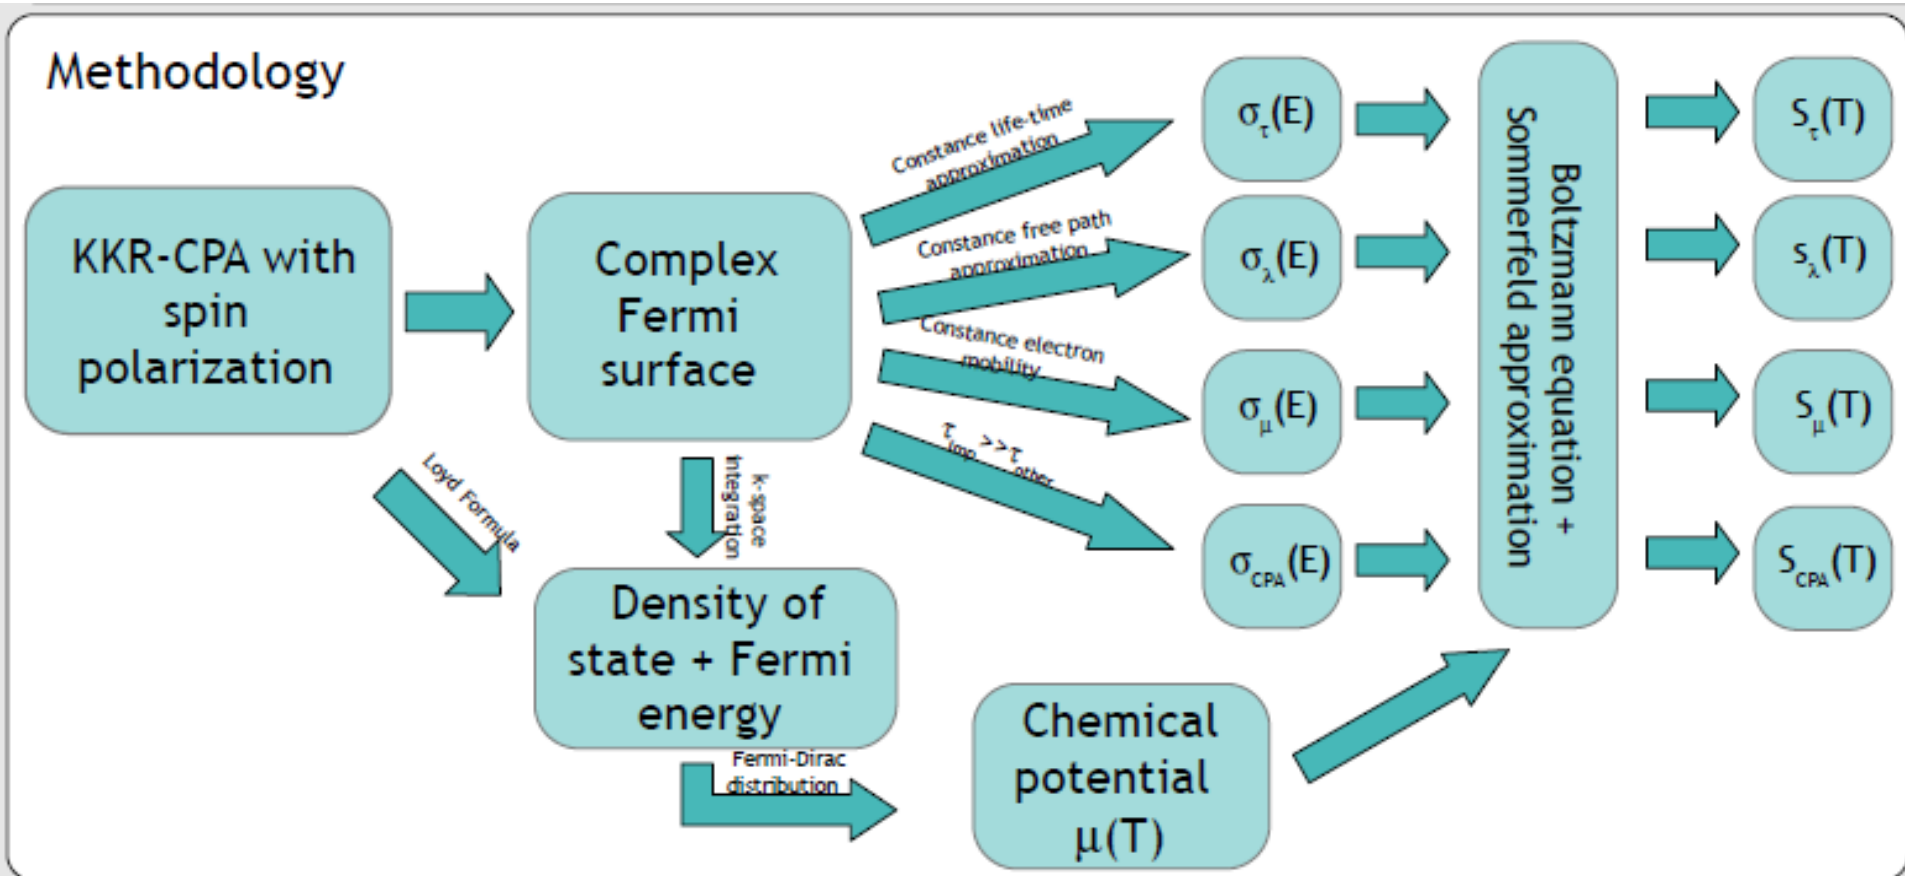 Methodology
KKR-CPA with
spin
polarization
Complex
Fermi
surface
Constance life-time
approximation
Constance free path
approximation
Constance electron
mobility
τimp>>τother
Loyd Formula
k-space
integration
Density of
state + Fermi
energy
Fermi-Dirac
distribution
Chemical
potential
μ(T)
στ(E)
σλ(E)
σμ(E)
σCPA(E)
Boltzmann equation +
Sommerfeld approximation
Sτ(T)
sλ(T)
Sμ(T)
SCPA(T)